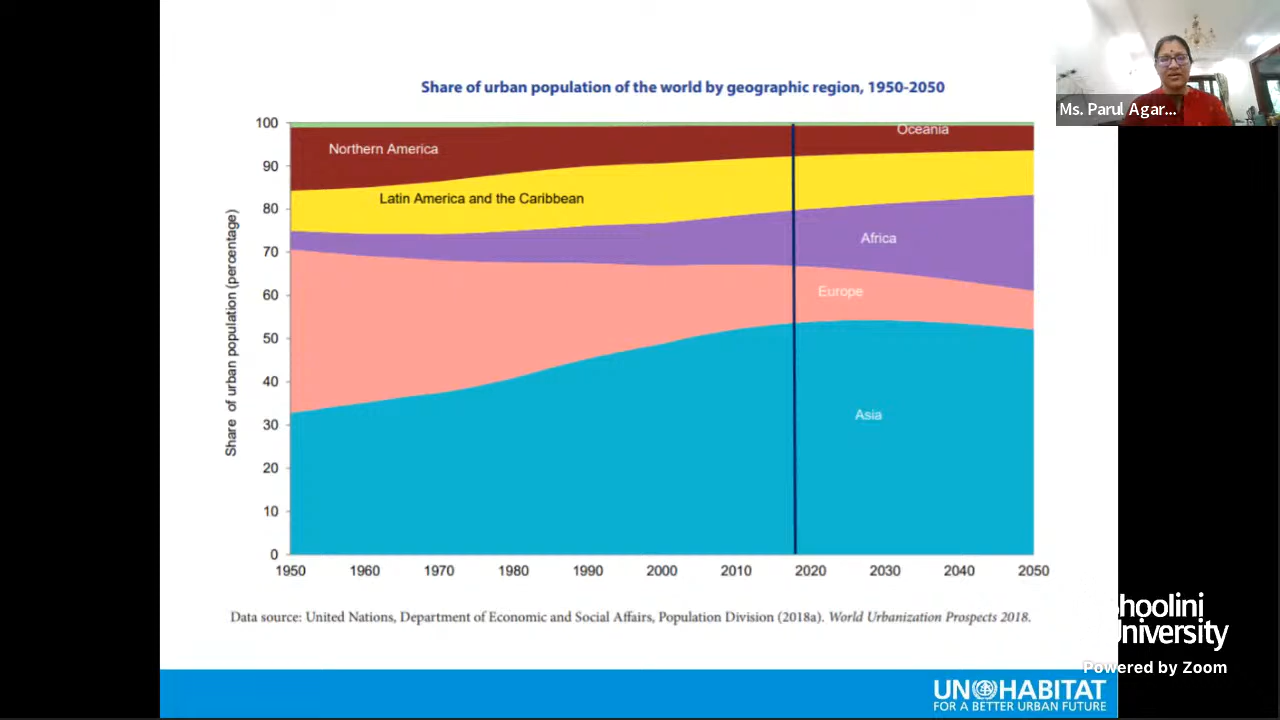 Share of urban population of the world by geographic region, 1950-2050
Ms. Parul Agar...
100
90
80
70
60
50
40
30
20
10
0
Share of urban population (percentage)
Oceania
Northern America
Latin America and the Caribbean
Africa
Europe
Asia
1950 1960 1970 1980 1990 2000 2010 2020 2030 2040 2050
Data source: United Nations, Department of Economic and Social Affairs, Population Division (2018a). World Urbanization Prospects 2018.
University
Powered by Zoom
UN HABITAT
FOR A BETTER URBAN FUTURE